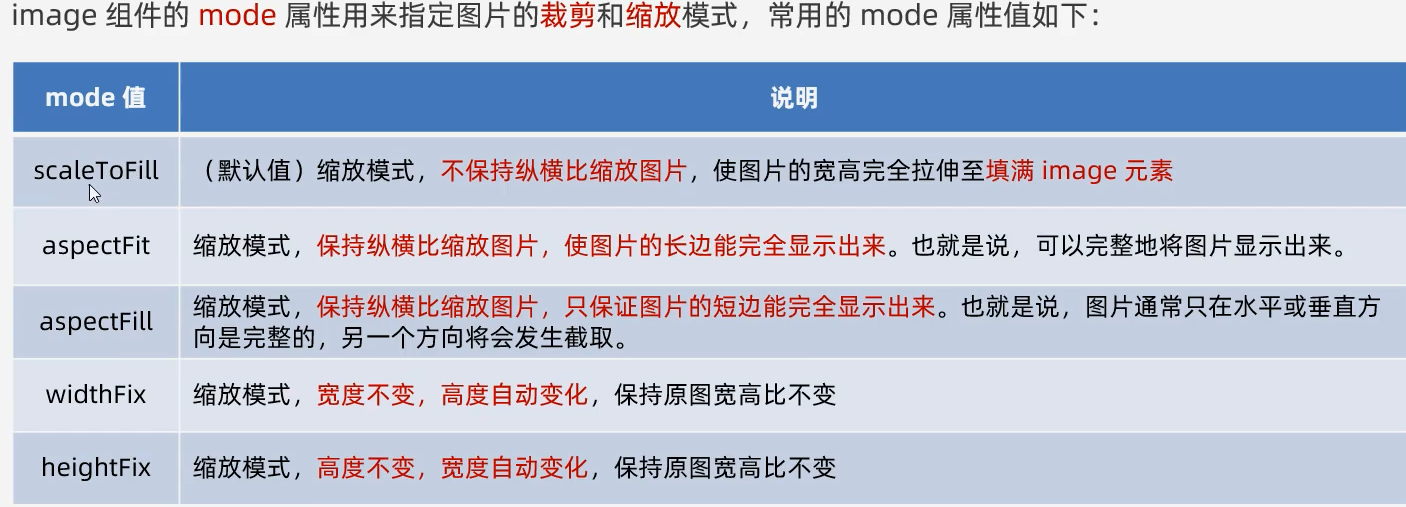 image 组件的 mode 属性用来指定图片的裁剪和缩放模式，常用的 mode 属性值如下：
mode 值 说明
scaleToFill （默认值）缩放模式，不保持纵横比缩放图片，使图片的宽高完全拉伸至填满 image 元素
aspectFit 缩放模式，保持纵横比缩放图片，使图片的长边能完全显示出来。也就是说，可以完整地将图片显示出来。
aspectFill 缩放模式，保持纵横比缩放图片，只保证图片的短边能完全显示出来。也就是说，图片通常只在水平或垂直方
向是完整的，另一个方向将会发生截取。
widthFix 缩放模式，宽度不变，高度自动变化，保持原图宽高比不变
heightFix 缩放模式，高度不变，宽度自动变化，保持原图宽高比不变